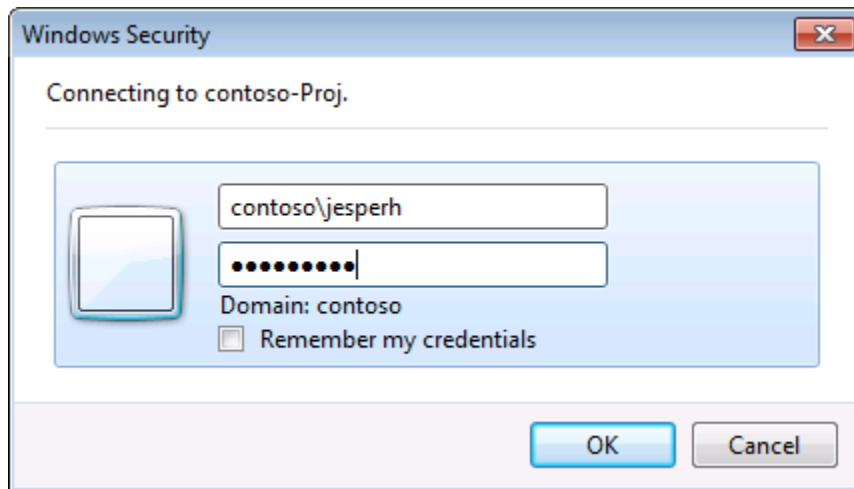 Windows Security
Connecting to contoso-Proj.
contoso\jesperh
●●●●●●●●●
Domain: contoso
Remember my credentials
OK
Cancel